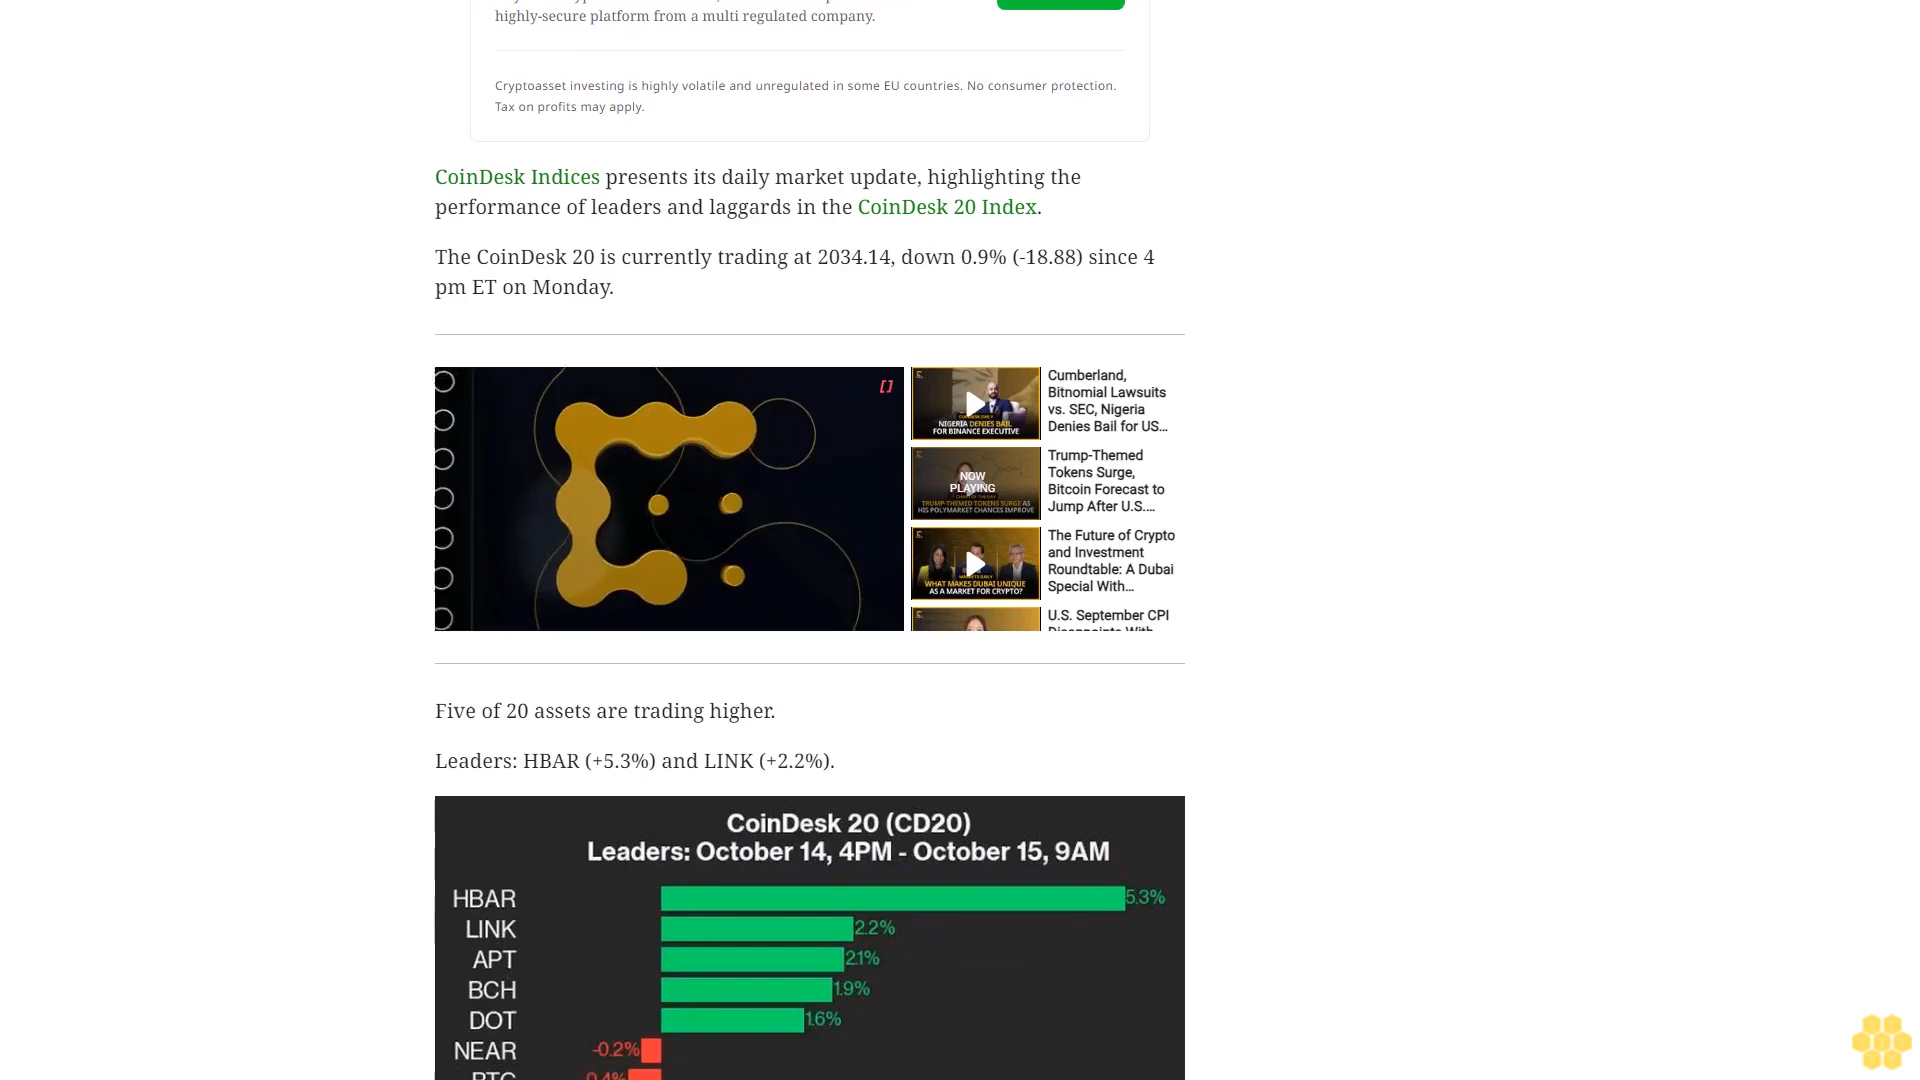 highly-secure platform from a multi regulated company.
Cryptoasset investing is highly volatile and unregulated in some EU countries. No consumer protection.
Tax on profits may apply.
CoinDesk Indices presents its daily market update, highlighting the
performance of leaders and laggards in the CoinDesk 20 Index.
The CoinDesk 20 is currently trading at 2034.14, down 0.9% (-18.88) since 4
pm ET on Monday.
NIGERIA DENIES BAIL
FOR BINANCE EXECUTIVE
Cumberland,
Bitnomial Lawsuits
vs. SEC, Nigeria
Denies Bail for US...
NOW
PLAYING
TRUMP-THEMED TOKENS SURGE AS
HIS POLYMARKET CHANCES IMPROVE
Trump-Themed
Tokens Surge,
Bitcoin Forecast to
Jump After U.S....
WHAT MAKES DUBAI UNIQUE
AS A MARKET FOR CRYPTO?
The Future of Crypto
and Investment
Roundtable: A Dubai
Special With...
U.S. September CPI
Five of 20 assets are trading higher.
Leaders: HBAR (+5.3%) and LINK (+2.2%).
CoinDesk 20 (CD20)
Leaders: October 14, 4PM - October 15, 9AM
HBAR 5.3%
LINK 2.2%
APT 2.1%
BCH 1.9%
DOT 1.6%
NEAR -0.2%